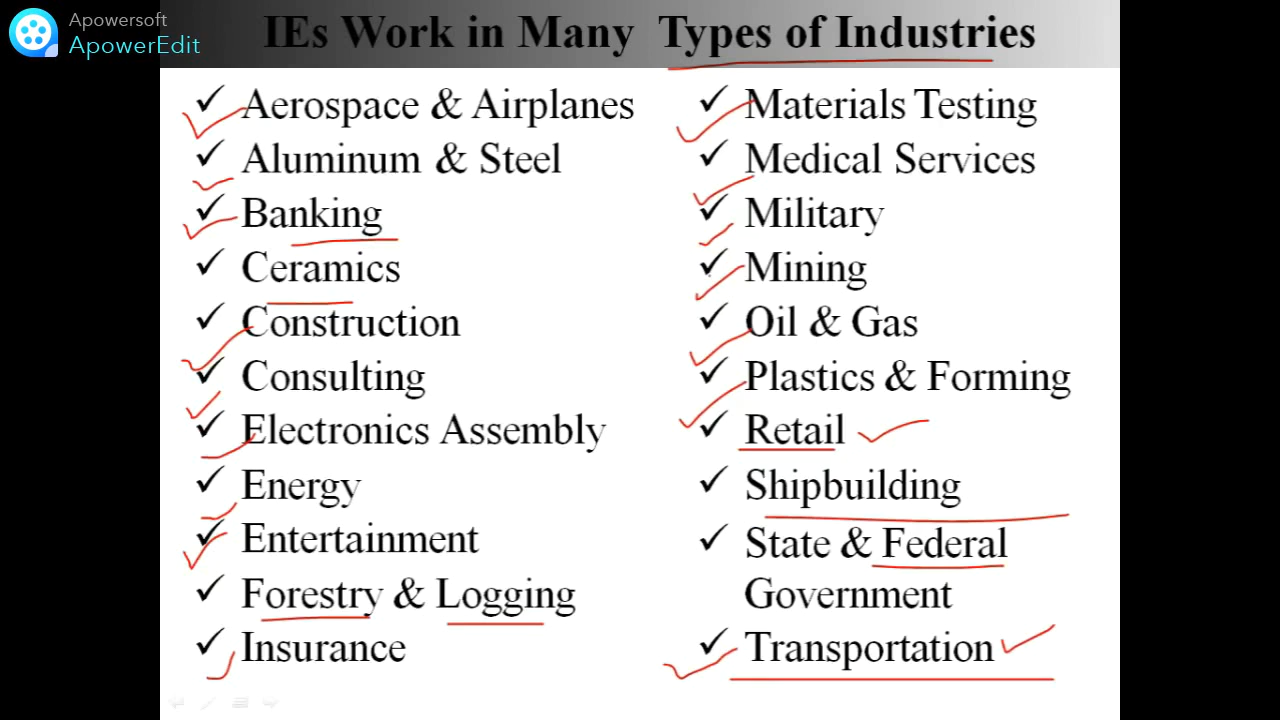 Apowersoft
ApowerEdit
IEs Work in Many Types of Industries
✓ Aerospace & Airplanes
✓ Aluminum & Steel
✓ Banking
✓ Ceramics
✓ Construction
✓ Consulting
✓ Electronics Assembly
✓ Energy
✓ Entertainment
✓ Forestry & Logging
✓ Insurance
✓ Materials Testing
✓ Medical Services
✓ Military
✓ Mining
✓ Oil & Gas
✓ Plastics & Forming
✓ Retail
✓ Shipbuilding
✓ State & Federal
Government
✓ Transportation